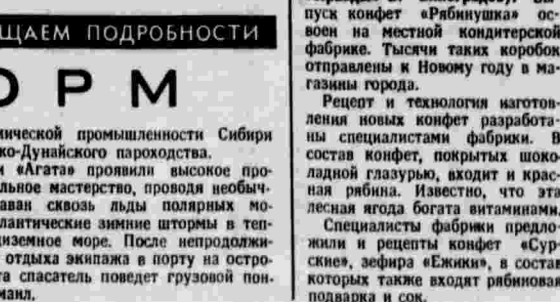 ЩАЕМ ПОДРОБНОСТИ
О Р М
мической промышленности Сибири
ко-Дунайского пароходства.
и «Агата» проявили высокое про-
льное мастерство, проводя необыч-
аван сквозь льды полярных мо-
лантические зимние штормы в теп-
диземное море. После непродолжи-
отдыха экипажа в порту на остро-
та спасатель поведет грузовой пон-
маил.
пуск конфет «Рябинушка» ос-
воен на местной кондитерской
фабрике. Тысячи таких коробок
отправлены к Новому году в ма-
газины города.
Рецепт и технология изготов-
ления новых конфет разработа-
ны специалистами фабрики. В
состав конфет, покрытых шоко-
ладной глазурью, входит и крас-
ная рябина. Известно, что эта
лесная ягода богата витаминами.
Специалисты фабрики предло-
жили и рецепты конфет «Сур-
ские», зефира «Ежики», в состав
которых также входят рябиновая
подварка и сок.